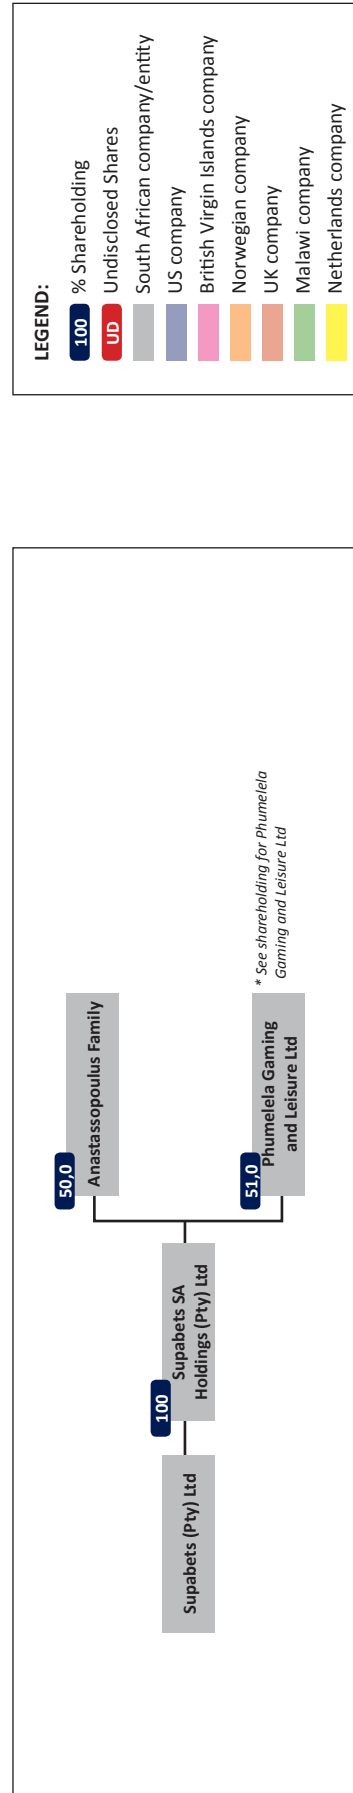 Supabets (Pty) Ltd
100
Supabets SA
Holdings (Pty) Ltd
50,0
Anastassopoulus Family
51,0
Phumelela Gaming
and Leisure Ltd
* See shareholding for Phumelela
Gaming and Leisure Ltd
LEGEND:
100 % Shareholding
UD Undisclosed Shares
South African company/entity
US company
British Virgin Islands company
Norwegian company
UK company
Malawi company
Netherlands company